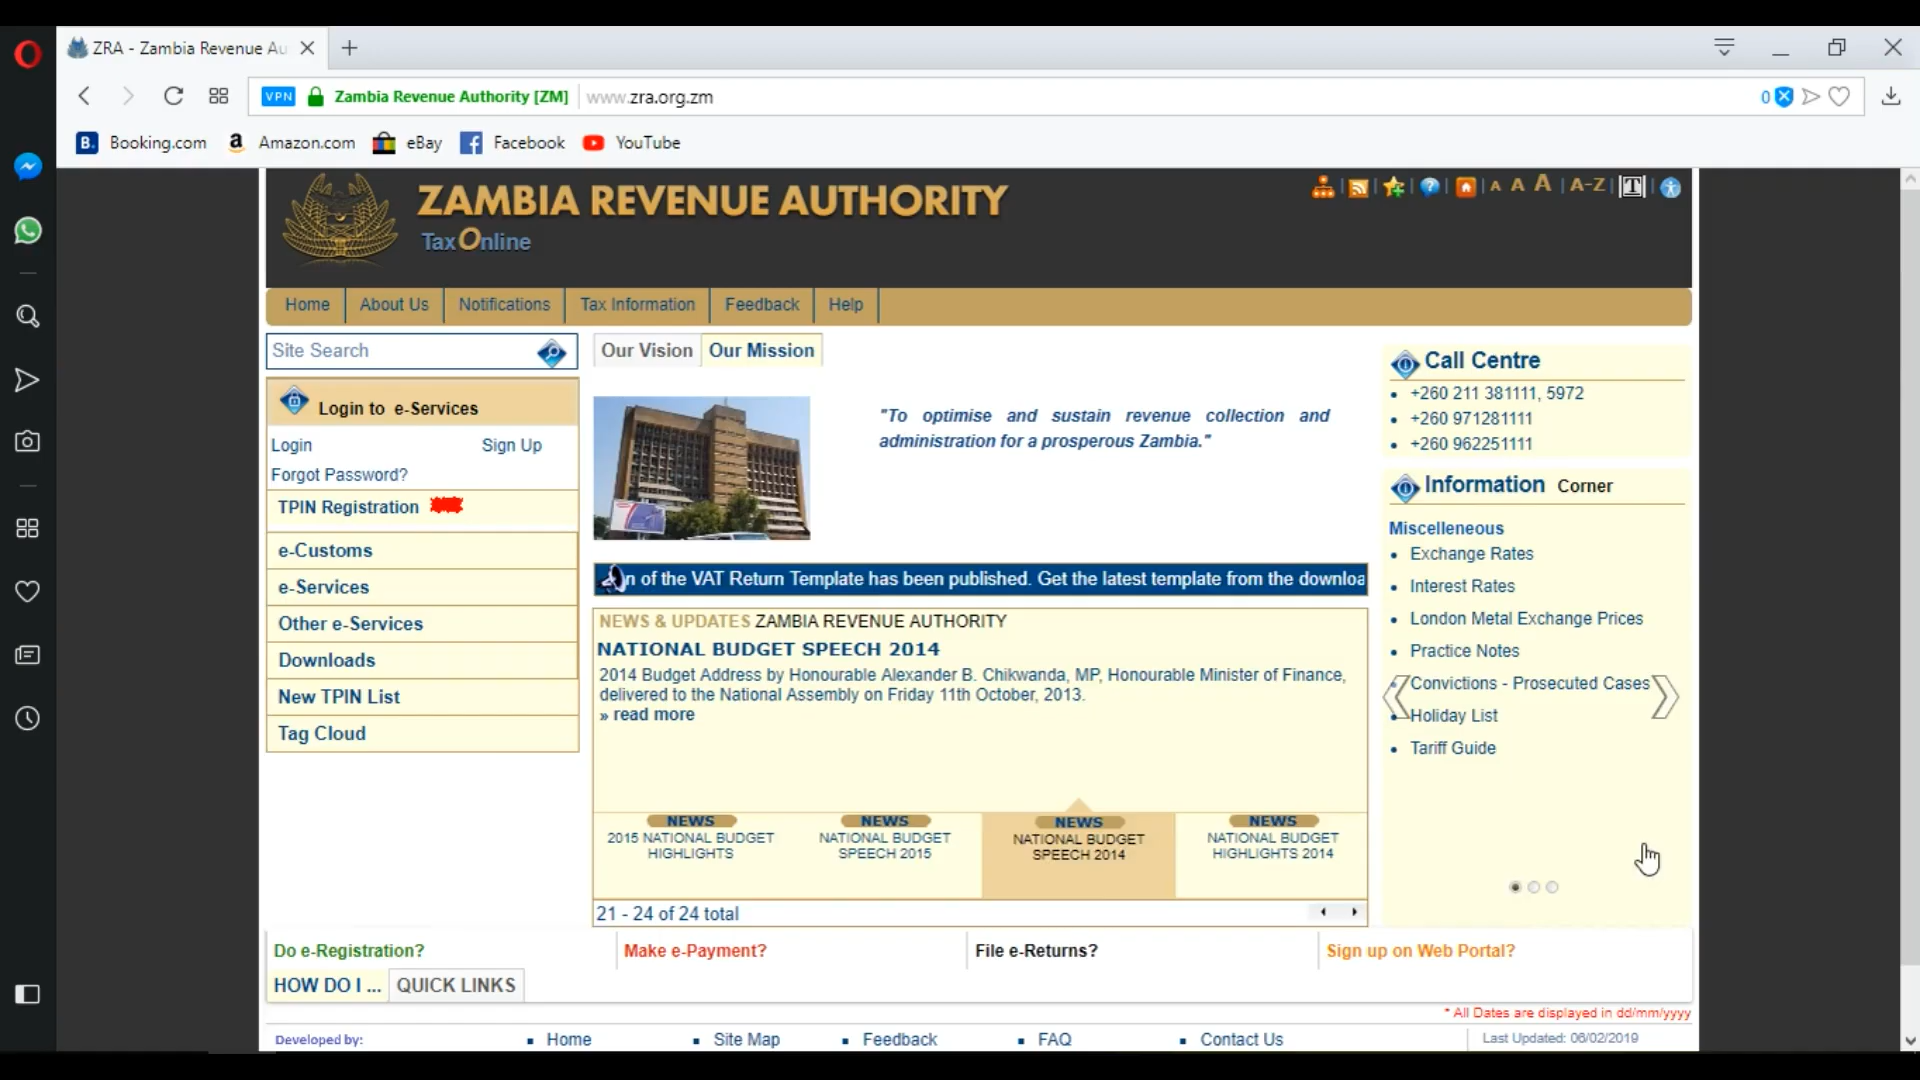 ZRA - Zambia Revenue Au
VPN Zambia Revenue Authority [ZM] www.zra.org.zm 0
B. Booking.com a Amazon.com eBay Facebook YouTube
ZAMBIA REVENUE AUTHORITY
TaxOnline
A A A A-Z T
Home About Us Notifications Tax Information Feedback Help
Site Search
Login to e-Services
Login Sign Up
Forgot Password?
TPIN Registration
e-Customs
e-Services
Other e-Services
Downloads
New TPIN List
Tag Cloud
Our Vision Our Mission
"To optimise and sustain revenue collection and
administration for a prosperous Zambia."
n of the VAT Return Template has been published. Get the latest template from the downloa
NEWS & UPDATES ZAMBIA REVENUE AUTHORITY
NATIONAL BUDGET SPEECH 2014
2014 Budget Address by Honourable Alexander B. Chikwanda, MP, Honourable Minister of Finance,
delivered to the National Assembly on Friday 11th October, 2013.
» read more
NEWS
2015 NATIONAL BUDGET
HIGHLIGHTS
NEWS
NATIONAL BUDGET
SPEECH 2015
NEWS
NATIONAL BUDGET
SPEECH 2014
NEWS
NATIONAL BUDGET
HIGHLIGHTS 2014
21 - 24 of 24 total
Call Centre
+260 211 381111, 5972
+260 971281111
+260 962251111
Information Corner
Miscellaneous
Exchange Rates
Interest Rates
London Metal Exchange Prices
Practice Notes
Convictions - Prosecuted Cases
Holiday List
Tariff Guide
Do e-Registration? Make e-Payment? File e-Returns? Sign up on Web Portal?
HOW DO I ... QUICK LINKS
* All Dates are displayed in dd/mm/yyyy
Developed by: Home Site Map Feedback FAQ Contact Us Last Updated: 06/02/2019